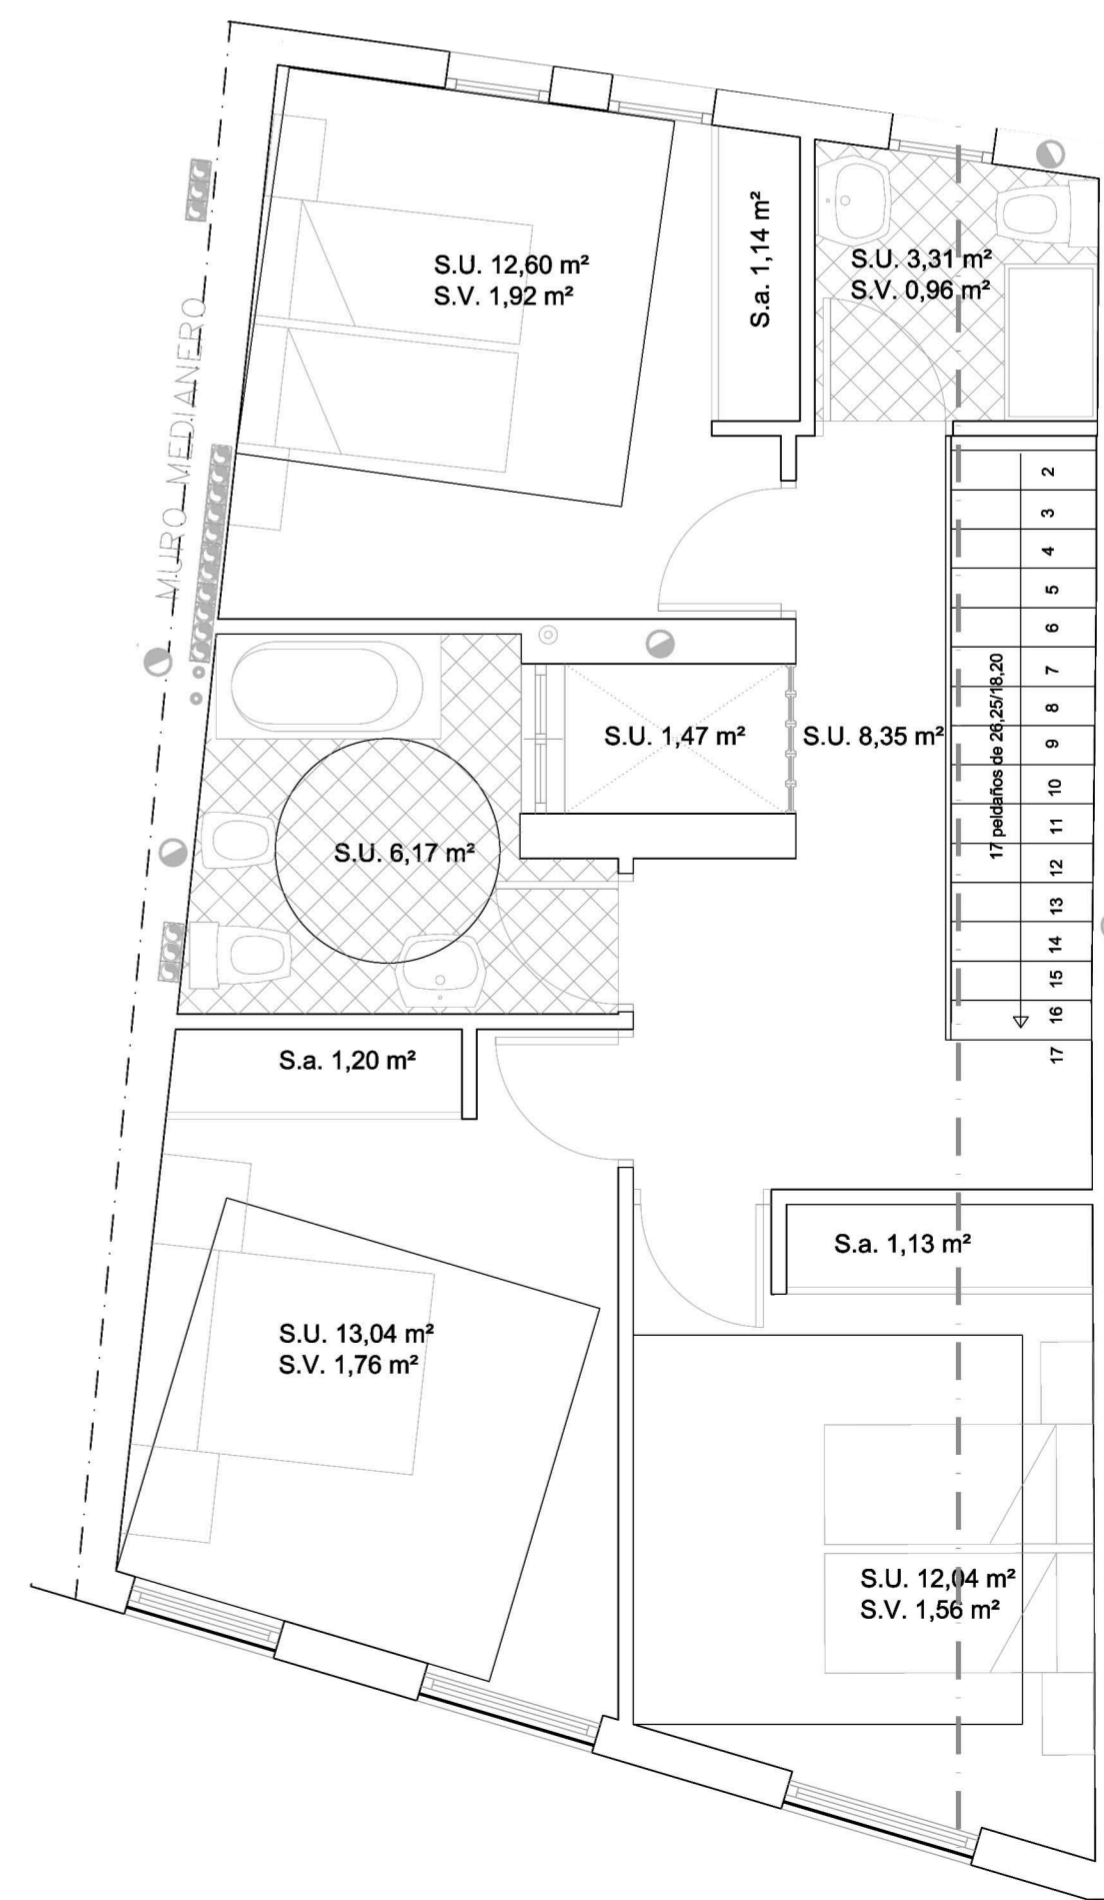 S.U. 12,60 m²
S.V. 1,92 m²
S.a. 1,14 m²
S.U. 3,31 m²
S.V. 0,96 m²
MURO MEDIANERO
2
3
4
5
6
7
8
9
10
11
12
13
14
15
16
17
17 peldaños de 26,25/18,20
S.U. 1,47 m²
S.U. 8,35 m²
S.U. 6,17 m²
S.a. 1,20 m²
S.a. 1,13 m²
S.U. 13,04 m²
S.V. 1,76 m²
S.U. 12,04 m²
S.V. 1,56 m²